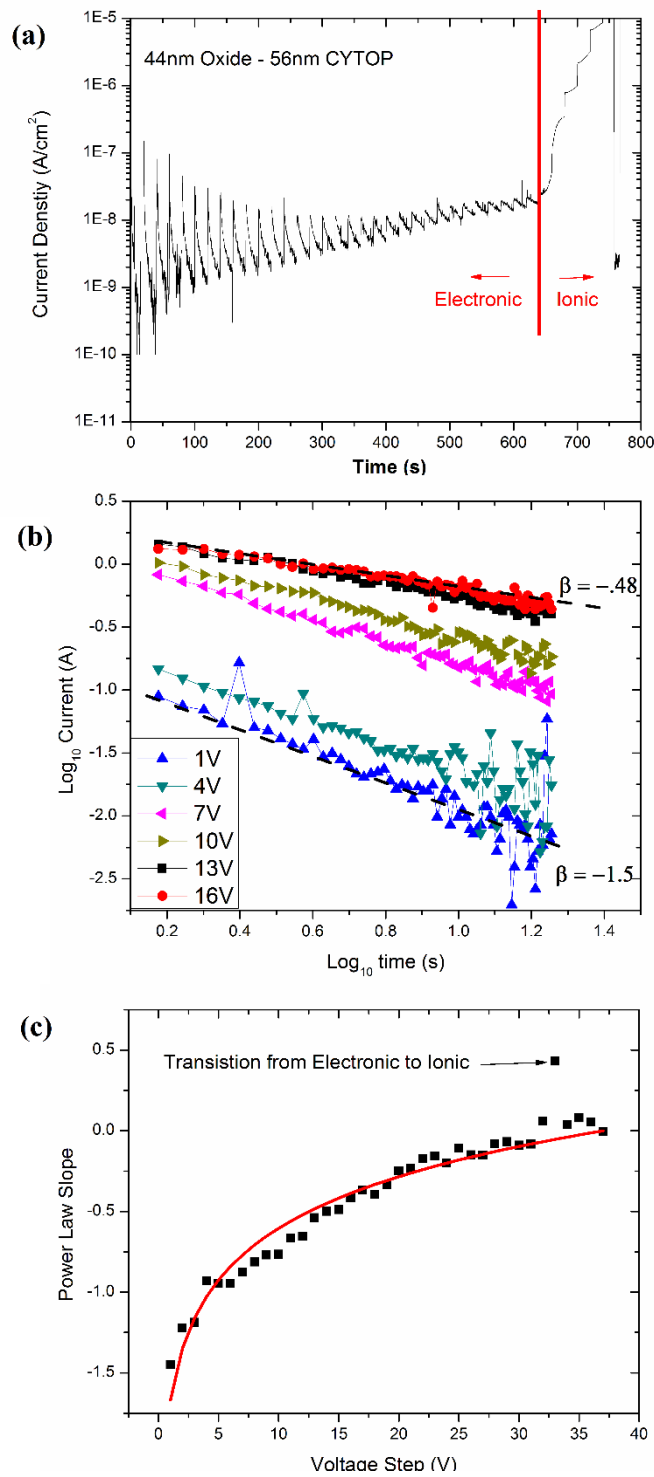 (a)
44nm Oxide - 56nm CYTOP
Current Denstiy (A/cm²)
1E-5
1E-6
1E-7
1E-8
1E-9
1E-10
1E-11
Electronic
Ionic
0 100 200 300 400 500 600 700 800
Time (s)
(b)
Log₁₀ Current (A)
0.5
0.0
-0.5
-1.0
-1.5
-2.0
-2.5
β = −.48
β = −1.5
1V
4V
7V
10V
13V
16V
0.2 0.4 0.6 0.8 1.0 1.2 1.4
Log₁₀ time (s)
(c)
Transistion from Electronic to Ionic
Power Law Slope
0.5
0.0
-0.5
-1.0
-1.5
0 5 10 15 20 25 30 35 40
Voltage Step (V)